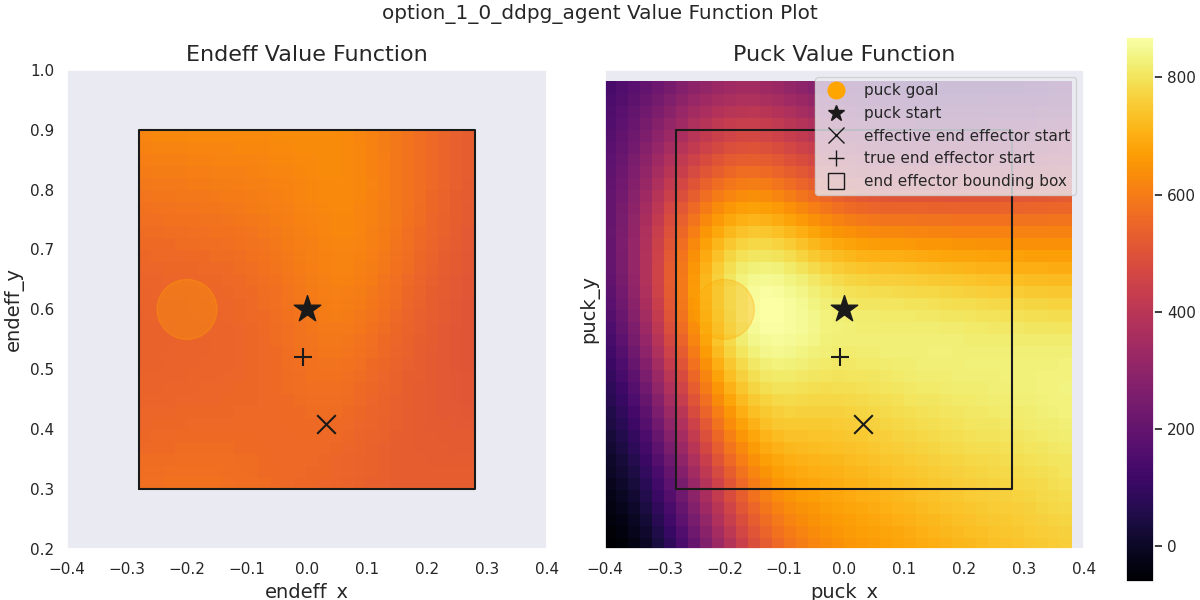 option_1_0_ddpg_agent Value Function Plot
Endeff Value Function
Puck Value Function
1.0
0.9
0.8
0.7
0.6
0.5
0.4
0.3
0.2
endeff_y
−0.4 −0.3 −0.2 −0.1 0.0 0.1 0.2 0.3 0.4
endeff_x
puck_y
puck goal
puck start
effective end effector start
true end effector start
end effector bounding box
−0.4 −0.3 −0.2 −0.1 0.0 0.1 0.2 0.3 0.4
puck_x
800
600
400
200
0